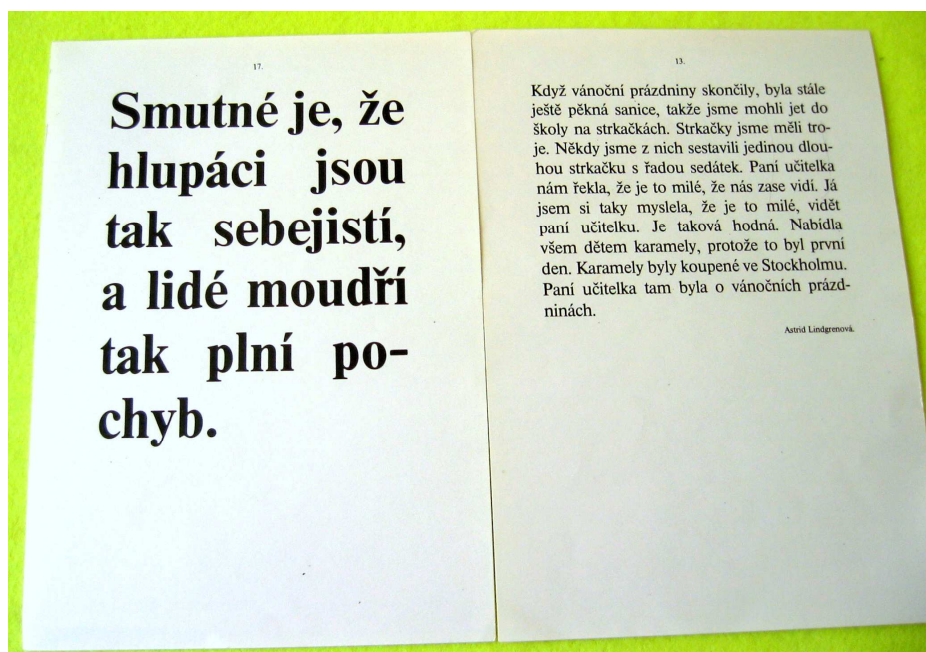 17.
Smutné je, že
hlupáci jsou
tak sebejistí,
a lidé moudří
tak plní po-
chyb.
13.
Když vánoční prázdniny skončily, byla stále
ještě pěkná sanice, takže jsme mohli jet do
školy na strkačkách. Strkačky jsme měli tro-
je. Někdy jsme z nich sestavili jedinou dlou-
hou strkačku s řadou sedátek. Paní učitelka
nám řekla, že je to milé, že nás zase vidí. Já
jsem si taky myslela, že je to milé, vidět
paní učitelku. Je taková hodná. Nabídla
všem dětem karamely, protože to byl první
den. Karamely byly koupené ve Stockholmu.
Paní učitelka tam byla o vánočních prázd-
ninách.
Astrid Lindgrenová.